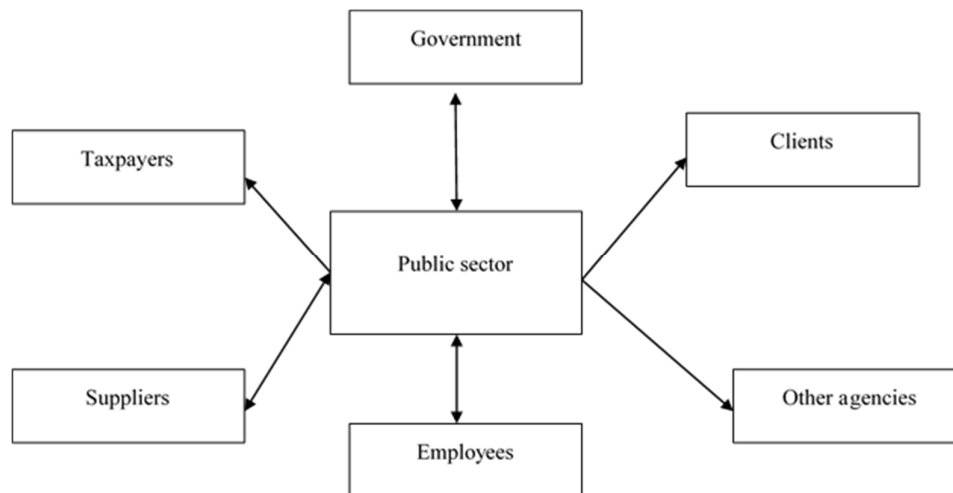 Government
Taxpayers
Clients
Public sector
Suppliers
Other agencies
Employees